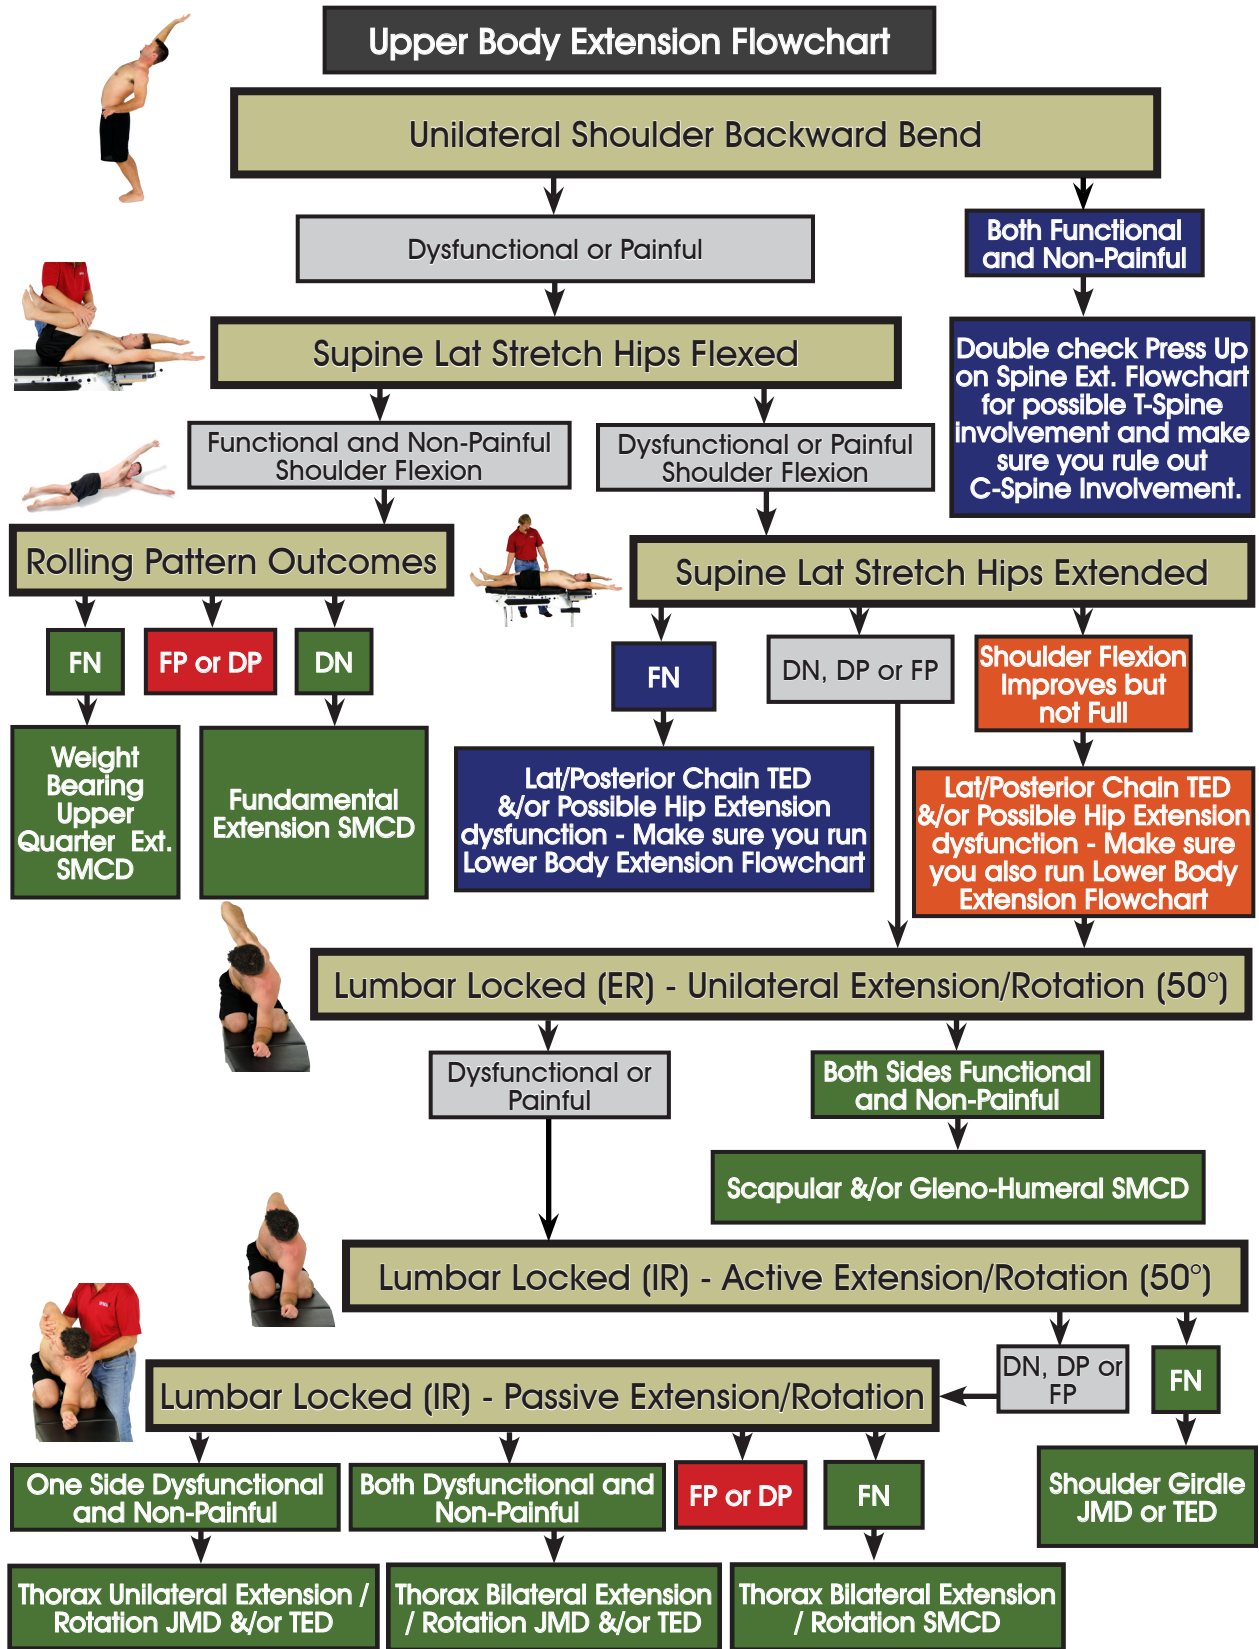 Upper Body Extension Flowchart
Unilateral Shoulder Backward Bend
Dysfunctional or Painful
Both Functional
and Non-Painful
Supine Lat Stretch Hips Flexed
Double check Press Up
on Spine Ext. Flowchart
for possible T-Spine
involvement and make
sure you rule out
C-Spine Involvement.
Functional and Non-Painful
Shoulder Flexion
Dysfunctional or Painful
Shoulder Flexion
Rolling Pattern Outcomes
Supine Lat Stretch Hips Extended
FN
FP or DP
DN
FN
DN, DP or FP
Shoulder Flexion
Improves but
not Full
Weight
Bearing
Upper
Quarter Ext.
SMCD
Fundamental
Extension SMCD
Lat/Posterior Chain TED
&/or Possible Hip Extension
dysfunction - Make sure you run
Lower Body Extension Flowchart
Lat/Posterior Chain TED
&/or Possible Hip Extension
dysfunction - Make sure
you also run Lower Body
Extension Flowchart
Lumbar Locked (ER) - Unilateral Extension/Rotation (50°)
Dysfunctional or
Painful
Both Sides Functional
and Non-Painful
Scapular &/or Gleno-Humeral SMCD
Lumbar Locked (IR) - Active Extension/Rotation (50°)
DN, DP or
FP
FN
Lumbar Locked (IR) - Passive Extension/Rotation
One Side Dysfunctional
and Non-Painful
Both Dysfunctional and
Non-Painful
FP or DP
FN
Shoulder Girdle
JMD or TED
Thorax Unilateral Extension /
Rotation JMD &/or TED
Thorax Bilateral Extension
/ Rotation JMD &/or TED
Thorax Bilateral Extension
/ Rotation SMCD